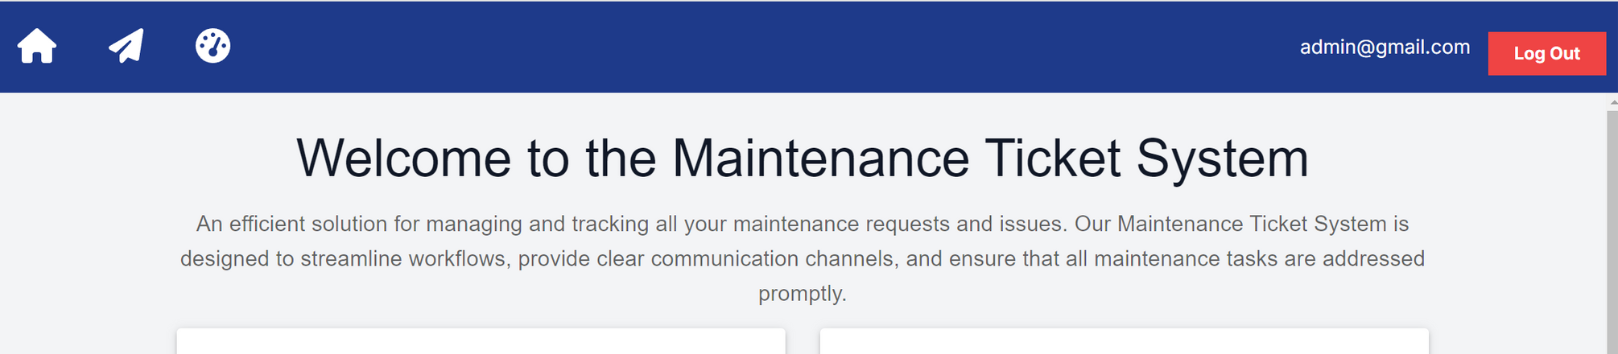 admin@gmail.com
Log Out
Welcome to the Maintenance Ticket System
An efficient solution for managing and tracking all your maintenance requests and issues. Our Maintenance Ticket System is
designed to streamline workflows, provide clear communication channels, and ensure that all maintenance tasks are addressed
promptly.